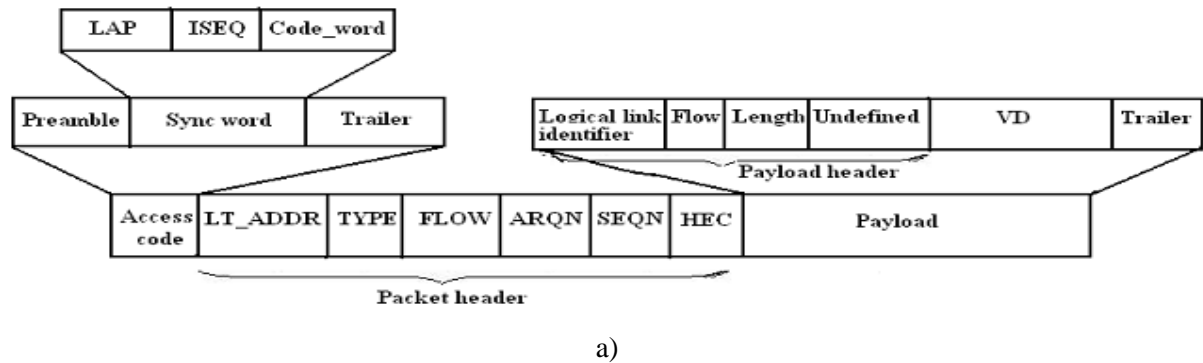 LAP ISEQ Code_word
Preamble Sync word Trailer
Logical link identifier Flow Length Undefined VD Trailer
Payload header
Access code LT_ADDR TYPE FLOW ARQN SEQN HEC Payload
Packet header
a)